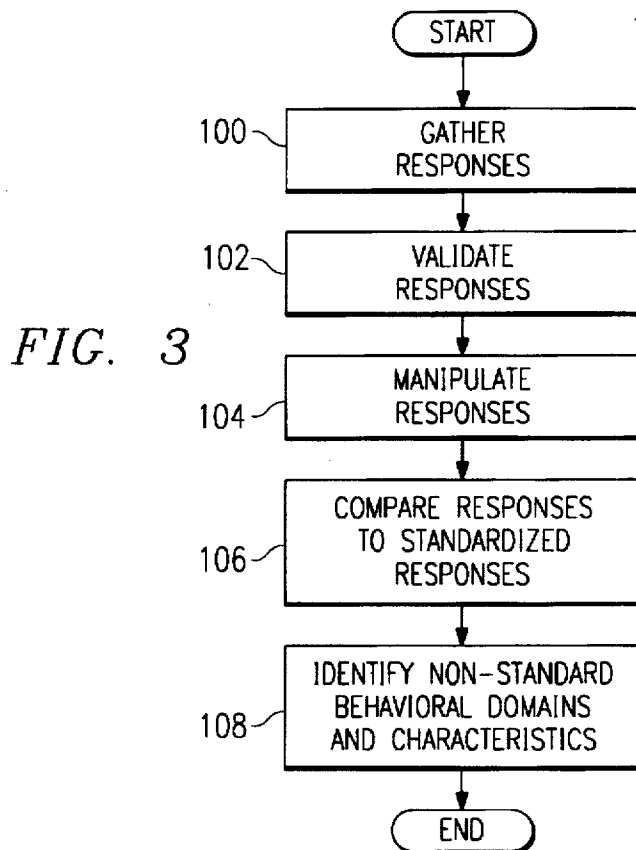 START
100
GATHER
RESPONSES
102
VALIDATE
RESPONSES
FIG. 3
104
MANIPULATE
RESPONSES
106
COMPARE RESPONSES
TO STANDARDIZED
RESPONSES
108
IDENTIFY NON-STANDARD
BEHAVIORAL DOMAINS
AND CHARACTERISTICS
END